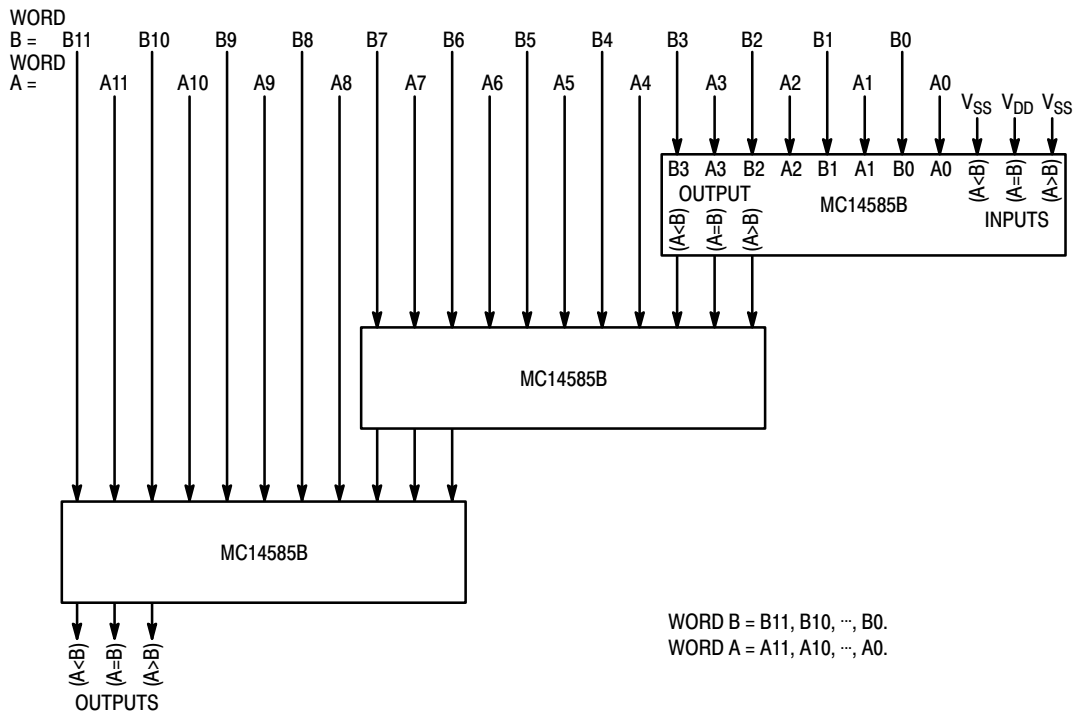 WORD
B = B11 B10 B9 B8 B7 B6 B5 B4 B3 B2 B1 B0
WORD
A = A11 A10 A9 A8 A7 A6 A5 A4 A3 A2 A1 A0 VSS VDD VSS
B3 A3 B2 A2 B1 A1 B0 A0 (A<B) (A=B) (A>B)
OUTPUT
MC14585B
INPUTS
(A<B) (A=B) (A>B)
MC14585B
MC14585B
(A<B) (A=B) (A>B)
OUTPUTS
WORD B = B11, B10, ···, B0.
WORD A = A11, A10, ···, A0.